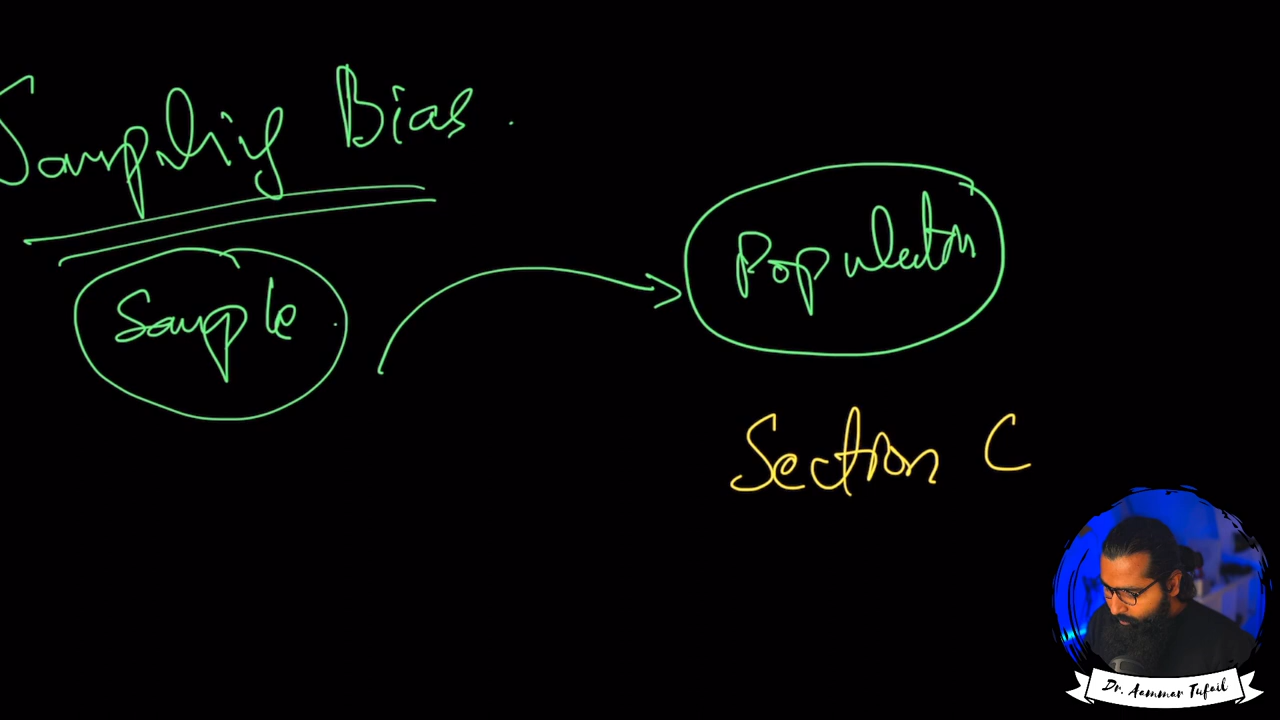 Sampling Bias.
Sample.
Population
Section C
Dr. Aammar Tufail